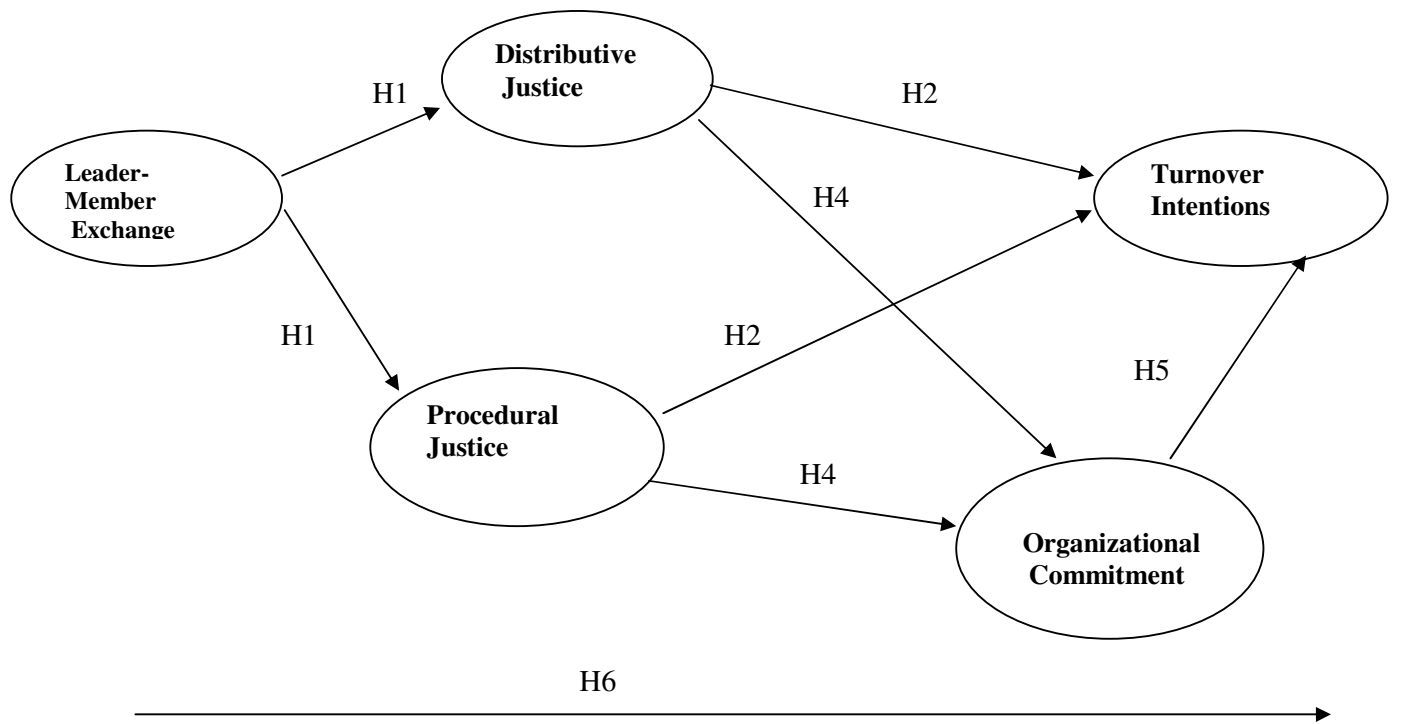 Distributive
Justice
H1
H2
Leader-
Member
Exchange
Turnover
Intentions
H4
H1
H2
H5
Procedural
Justice
H4
Organizational
Commitment
H6